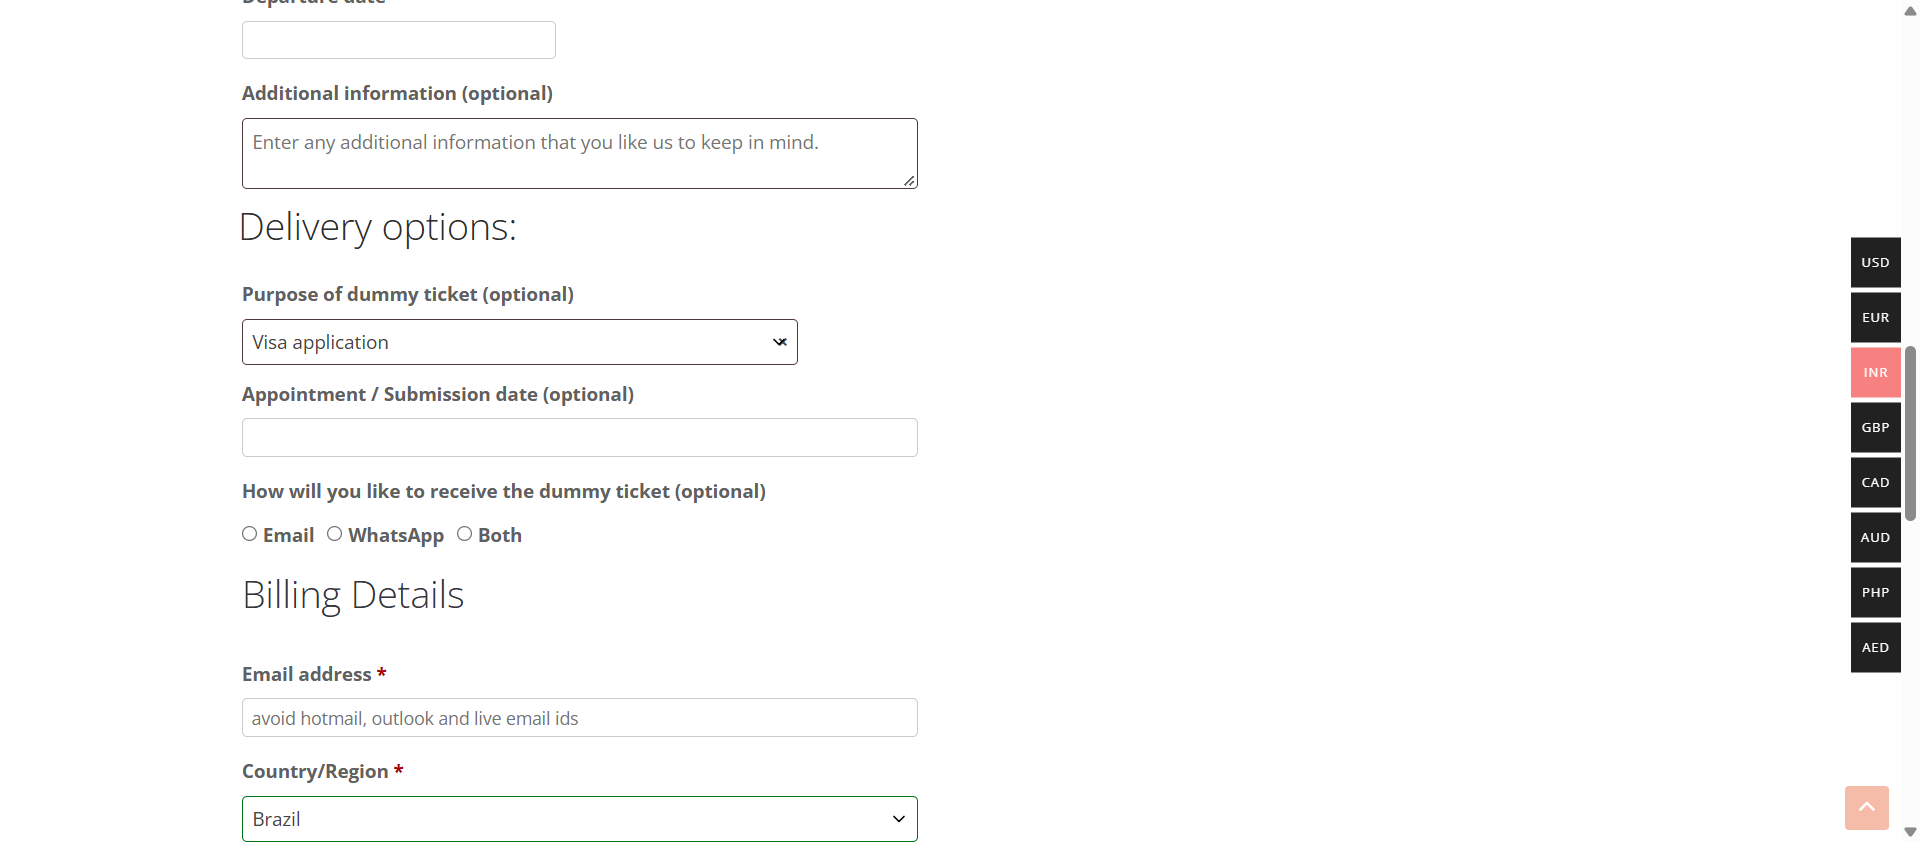 Departure date
Additional information (optional)
Enter any additional information that you like us to keep in mind.
Delivery options:
Purpose of dummy ticket (optional)
Visa application
×
Appointment / Submission date (optional)
How will you like to receive the dummy ticket (optional)
Email WhatsApp Both
Billing Details
Email address *
avoid hotmail, outlook and live email ids
Country/Region *
Brazil
USD
EUR
INR
GBP
CAD
AUD
PHP
AED